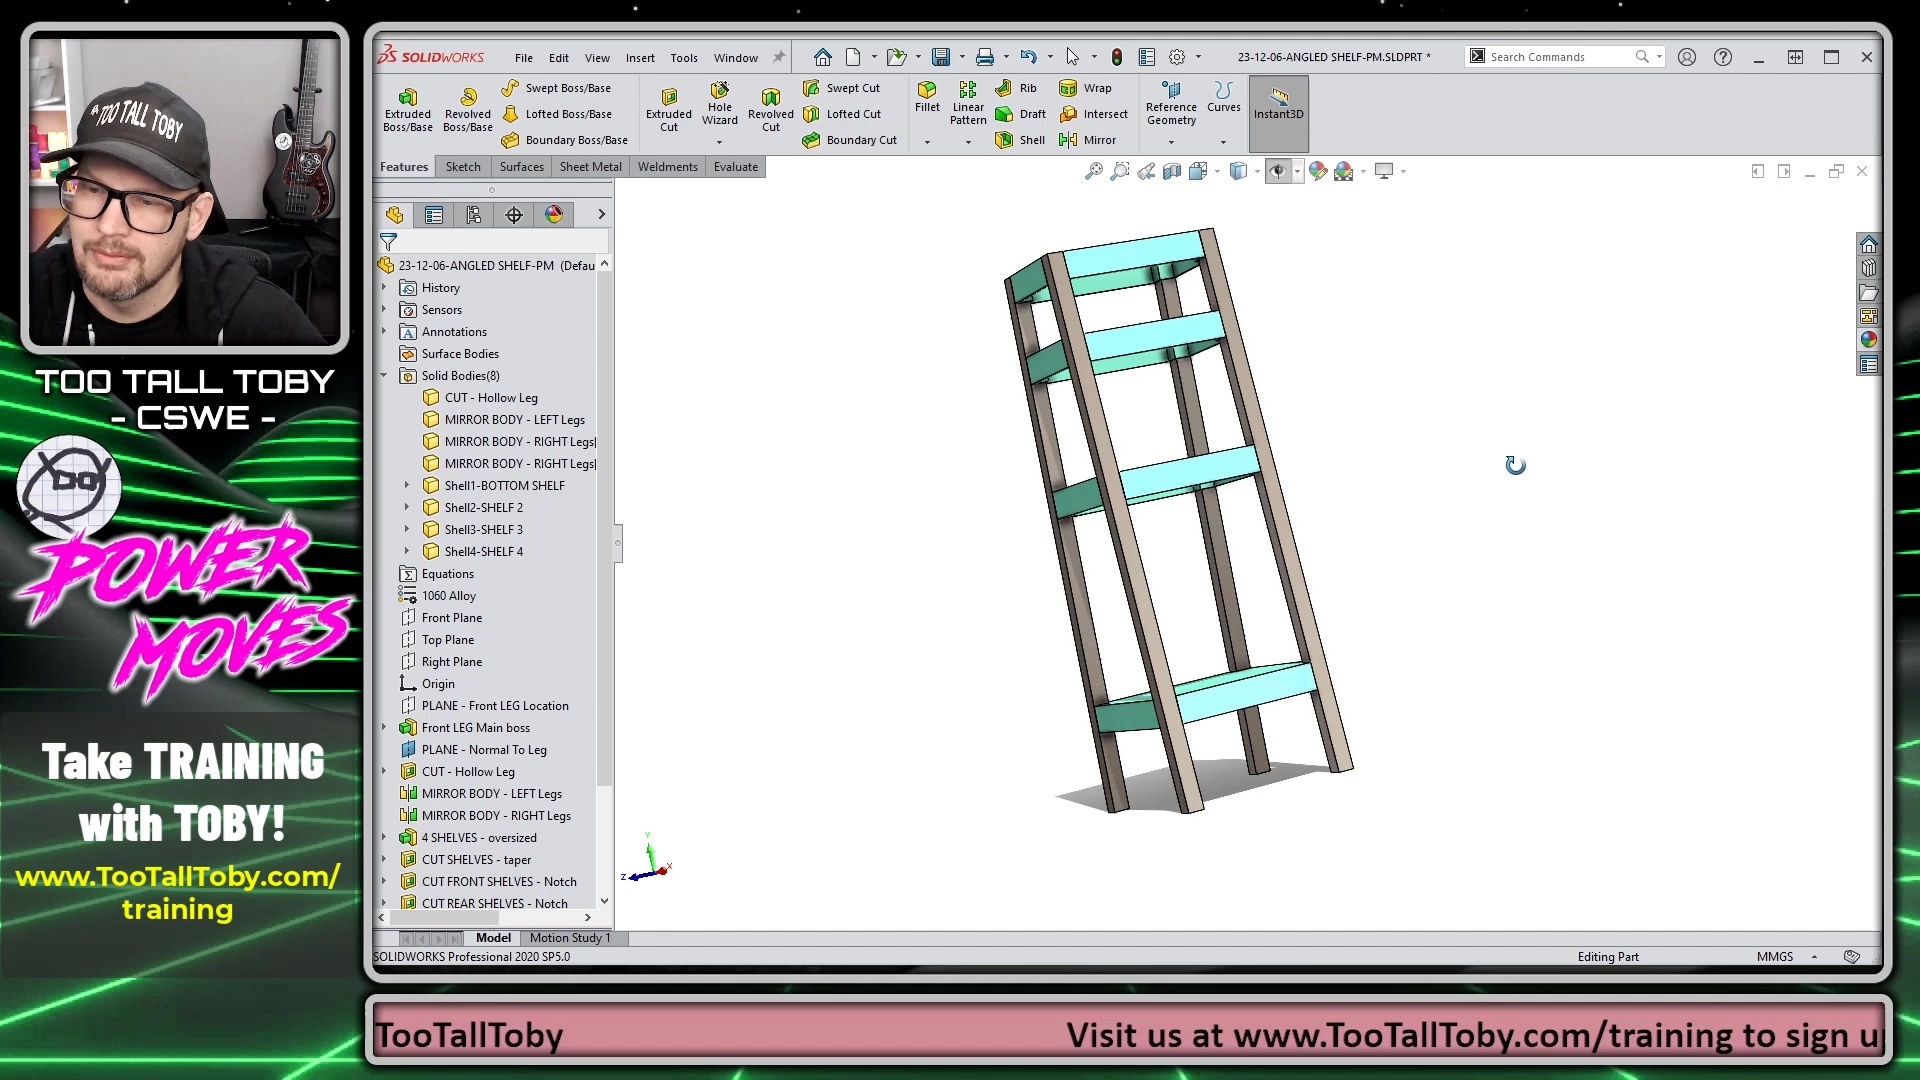 A TOO TALL TOBY
TOO TALL TOBY
- CSWE -
POWER
MOVES
Take TRAINING
with TOBY!
www.TooTallToby.com/
training
SOLIDWORKS File Edit View Insert Tools Window 23-12-06-ANGLED SHELF-PM.SLDPRT * Search Commands
Extruded Boss/Base
Revolved Boss/Base
Swept Boss/Base
Lofted Boss/Base
Boundary Boss/Base
Extruded Cut
Hole Wizard
Revolved Cut
Swept Cut
Lofted Cut
Boundary Cut
Fillet
Linear Pattern
Rib
Draft
Shell
Wrap
Intersect
Mirror
Reference Geometry
Curves
Instant3D
Features Sketch Surfaces Sheet Metal Weldments Evaluate
23-12-06-ANGLED SHELF-PM (Defau
History
Sensors
Annotations
Surface Bodies
Solid Bodies(8)
CUT - Hollow Leg
MIRROR BODY - LEFT Legs
MIRROR BODY - RIGHT Legs[
MIRROR BODY - RIGHT Legs[
Shell1-BOTTOM SHELF
Shell2-SHELF 2
Shell3-SHELF 3
Shell4-SHELF 4
Equations
1060 Alloy
Front Plane
Top Plane
Right Plane
Origin
PLANE - Front LEG Location
Front LEG Main boss
PLANE - Normal To Leg
CUT - Hollow Leg
MIRROR BODY - LEFT Legs
MIRROR BODY - RIGHT Legs
4 SHELVES - oversized
CUT SHELVES - taper
CUT FRONT SHELVES - Notch
CUT REAR SHELVES - Notch
Y
X
Z
Model Motion Study 1
SOLIDWORKS Professional 2020 SP5.0 Editing Part MMGS
TooTallToby Visit us at www.TooTallToby.com/training to sign u